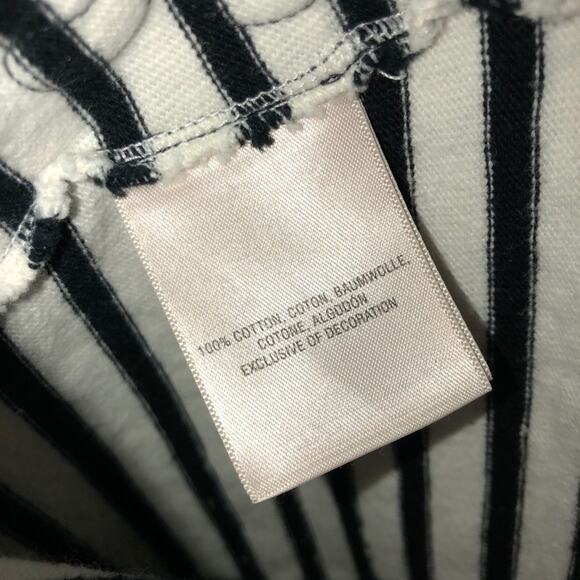 100% COTTON, COTON, BAUMWOLLE,
COTONE, ALGODÓN
EXCLUSIVE OF DECORATION